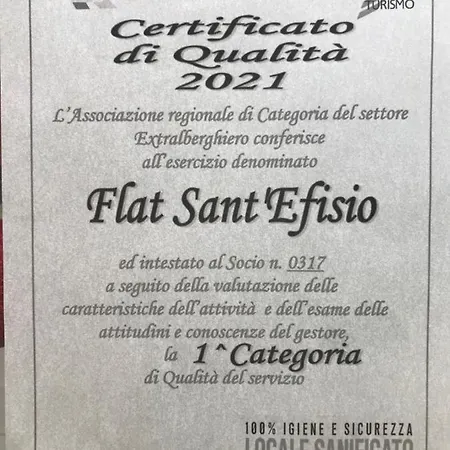 TURISMO
Certificato
di Qualità
2021
L'Associazione regionale di Categoria del settore
Extralberghiero conferisce
all'esercizio denominato
Flat Sant'Efisio
ed intestato al Socio n. 0317
a seguito della valutazione delle
caratteristiche dell'attività e dell'esame delle
attitudini e conoscenze del gestore,
la 1^Categoria
di Qualità del servizio
100% IGIENE E SICUREZZA
LOCALE SANIFICATO